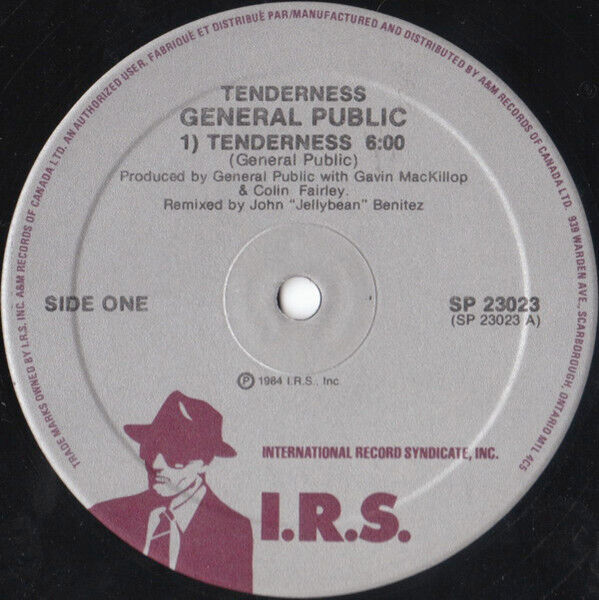 TRADE MARKS OWNED BY I.R.S. INC. A&M RECORDS OF CANADA LTD. AN AUTHORIZED USER. FABRIQUÉ ET DISTRIBUÉ PAR/MANUFACTURED AND DISTRIBUTED BY A&M RECORDS OF CANADA LTD. 939 WARDEN AVE., SCARBOROUGH, ONTARIO M1L 4C5
TENDERNESS
GENERAL PUBLIC
1) TENDERNESS 6:00
(General Public)
Produced by General Public with Gavin MacKillop
& Colin Fairley.
Remixed by John "Jellybean" Benitez
SIDE ONE
SP 23023
(SP 23023 A)
℗ 1984 I.R.S., Inc
INTERNATIONAL RECORD SYNDICATE, INC.
I.R.S.